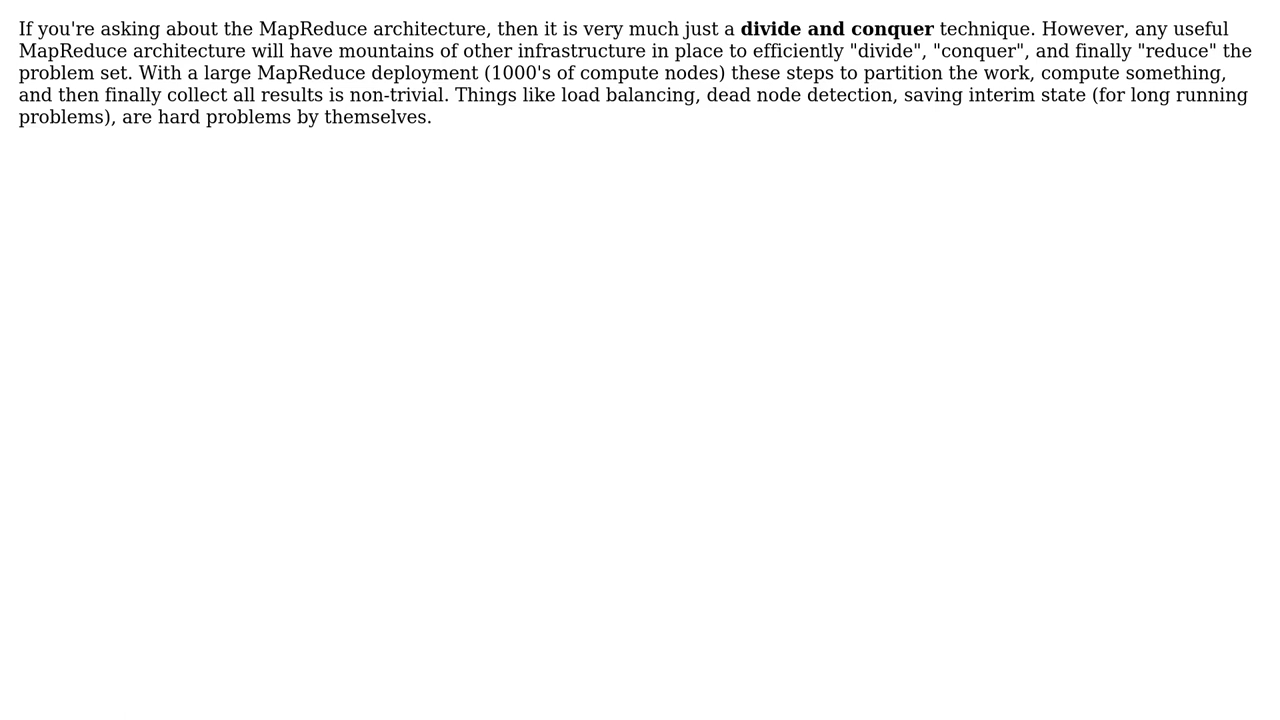 If you're asking about the MapReduce architecture, then it is very much just a divide and conquer technique. However, any useful
MapReduce architecture will have mountains of other infrastructure in place to efficiently "divide", "conquer", and finally "reduce" the
problem set. With a large MapReduce deployment (1000's of compute nodes) these steps to partition the work, compute something,
and then finally collect all results is non-trivial. Things like load balancing, dead node detection, saving interim state (for long running
problems), are hard problems by themselves.